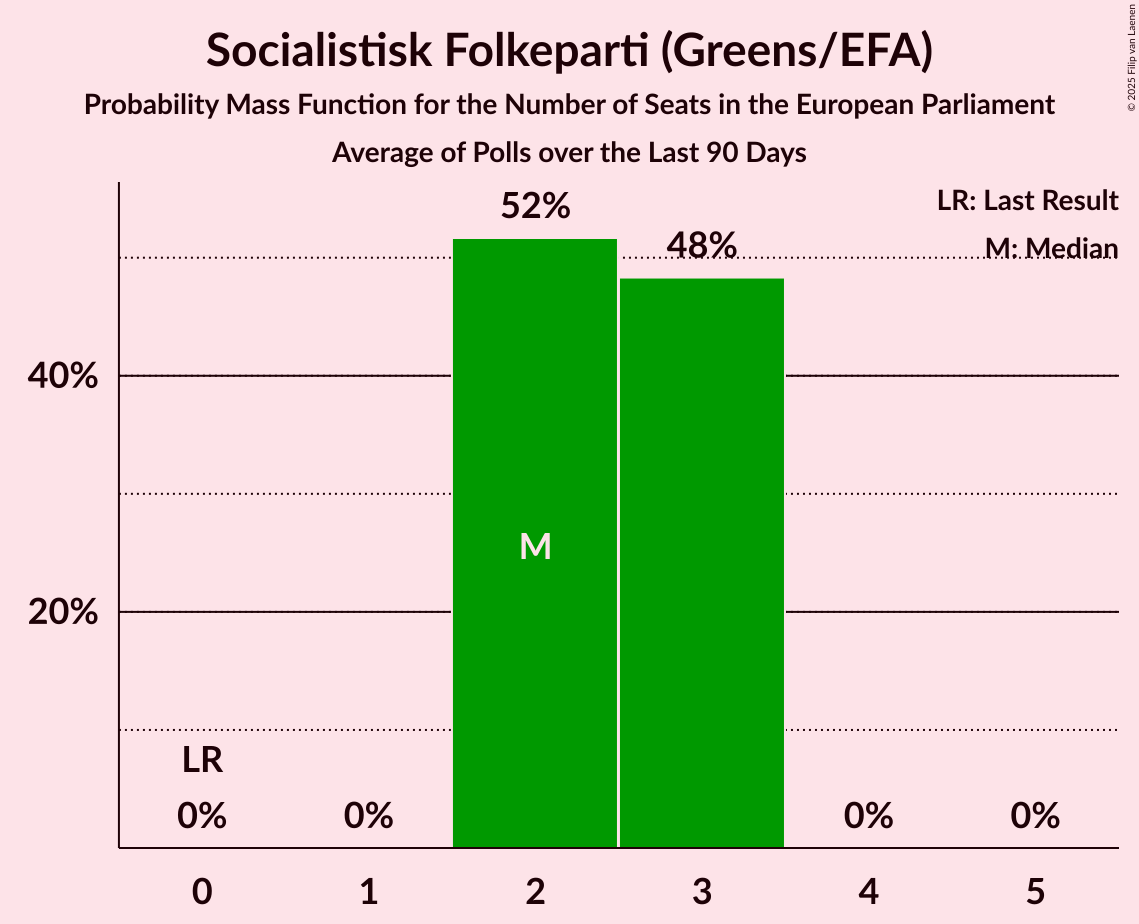 Socialistisk Folkeparti (Greens/EFA)
Probability Mass Function for the Number of Seats in the European Parliament
Average of Polls over the Last 90 Days
© 2025 Filip van Laenen
LR: Last Result
M: Median
52%
48%
40%
20%
M
LR
0%
0%
0%
0%
0
1
2
3
4
5